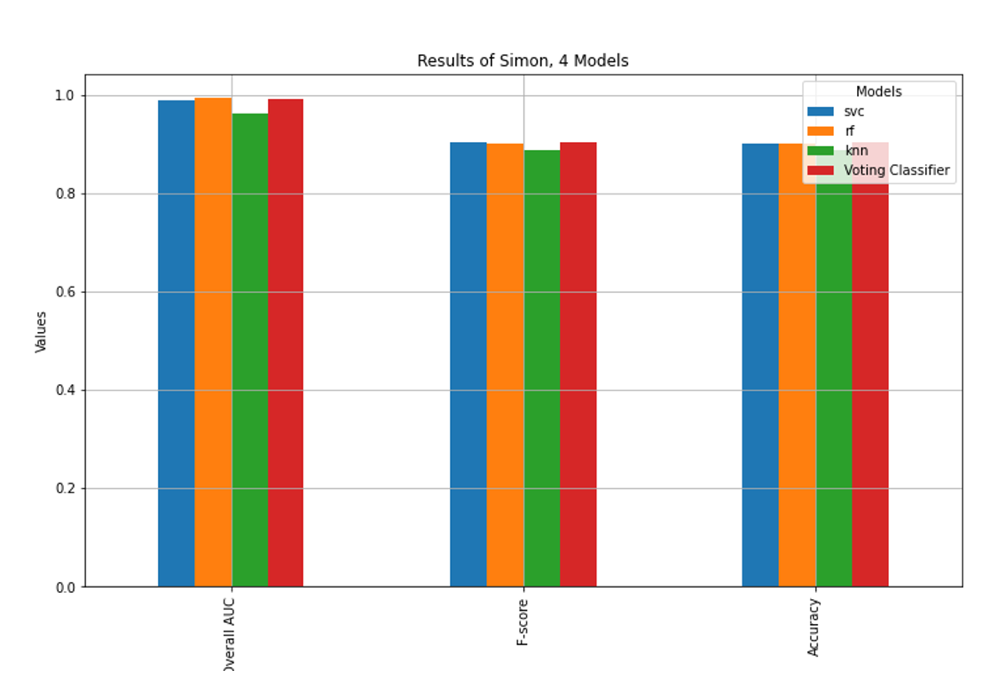 Results of Simon, 4 Models
Models
svc
rf
knn
Voting Classifier
1.0
0.8
0.6
0.4
0.2
0.0
Values
Overall AUC
F-score
Accuracy